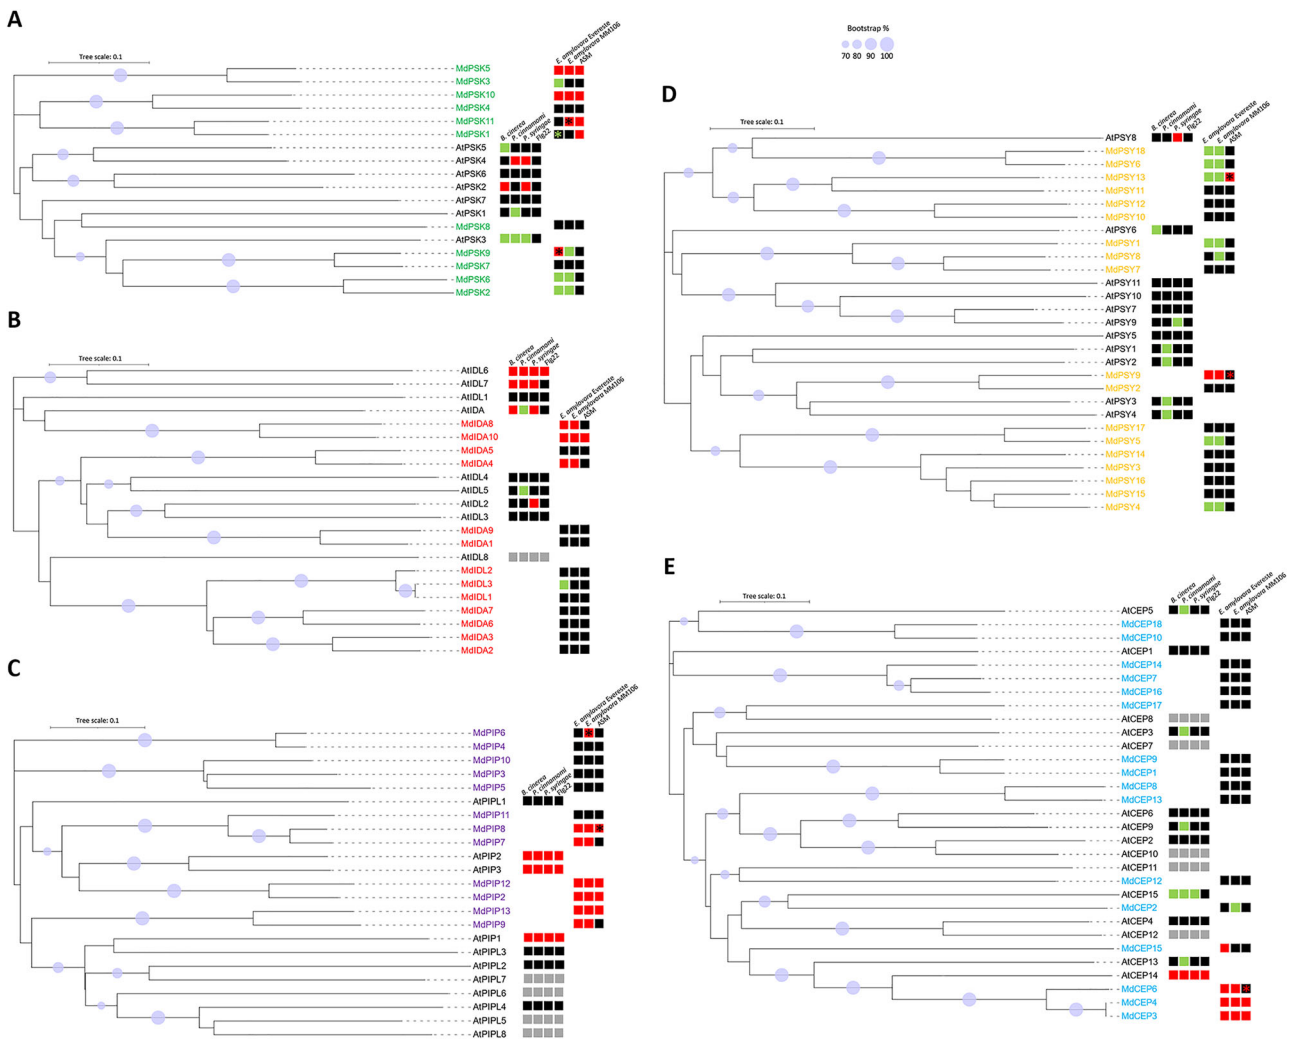 A
Tree scale: 0.1
E. amylovora Evereste
E. amylovora MM106
ASM
MdPSK5
MdPSK3
MdPSK10
MdPSK4
MdPSK11
MdPSK1
B. cinerea
P. cinnamomi
P. syringae
Flg22
AtPSK5
AtPSK4
AtPSK6
AtPSK2
AtPSK7
AtPSK1
MdPSK8
AtPSK3
MdPSK9
MdPSK7
MdPSK6
MdPSK2
B
Tree scale: 0.1
B. cinerea
P. cinnamomi
P. syringae
Flg22
AtIDL6
AtIDL7
AtIDL1
AtIDA
E. amylovora Evereste
E. amylovora MM106
ASM
MdIDA8
MdIDA10
MdIDA5
MdIDA4
AtIDL4
AtIDL5
AtIDL2
AtIDL3
MdIDA9
MdIDA1
AtIDL8
MdIDL2
MdIDL3
MdIDL1
MdIDA7
MdIDA6
MdIDA3
MdIDA2
C
Tree scale: 0.1
E. amylovora Evereste
E. amylovora MM106
ASM
MdPIP6
MdPIP4
MdPIP10
MdPIP3
MdPIP5
B. cinerea
P. cinnamomi
P. syringae
Flg22
AtPIPL1
MdPIP11
MdPIP8
MdPIP7
AtPIP2
AtPIP3
MdPIP12
MdPIP2
MdPIP13
MdPIP9
AtPIP1
AtPIPL3
AtPIPL2
AtPIPL7
AtPIPL6
AtPIPL4
AtPIPL5
AtPIPL8
Bootstrap %
70 80 90 100
D
Tree scale: 0.1
B. cinerea
P. cinnamomi
P. syringae
Flg22
E. amylovora Evereste
E. amylovora MM106
ASM
AtPSY8
MdPSY18
MdPSY6
MdPSY13
MdPSY11
MdPSY12
MdPSY10
AtPSY6
MdPSY1
MdPSY8
MdPSY7
AtPSY11
AtPSY10
AtPSY7
AtPSY9
AtPSY5
AtPSY1
AtPSY2
MdPSY9
MdPSY2
AtPSY3
AtPSY4
MdPSY17
MdPSY5
MdPSY14
MdPSY3
MdPSY16
MdPSY15
MdPSY4
E
Tree scale: 0.1
B. cinerea
P. cinnamomi
P. syringae
Flg22
E. amylovora Evereste
E. amylovora MM106
ASM
AtCEP5
MdCEP18
MdCEP10
AtCEP1
MdCEP14
MdCEP7
MdCEP16
MdCEP17
AtCEP8
AtCEP3
AtCEP7
MdCEP9
MdCEP1
MdCEP8
MdCEP13
AtCEP6
AtCEP9
AtCEP2
AtCEP10
AtCEP11
MdCEP12
AtCEP15
MdCEP2
AtCEP4
AtCEP12
MdCEP15
AtCEP13
AtCEP14
MdCEP6
MdCEP4
MdCEP3